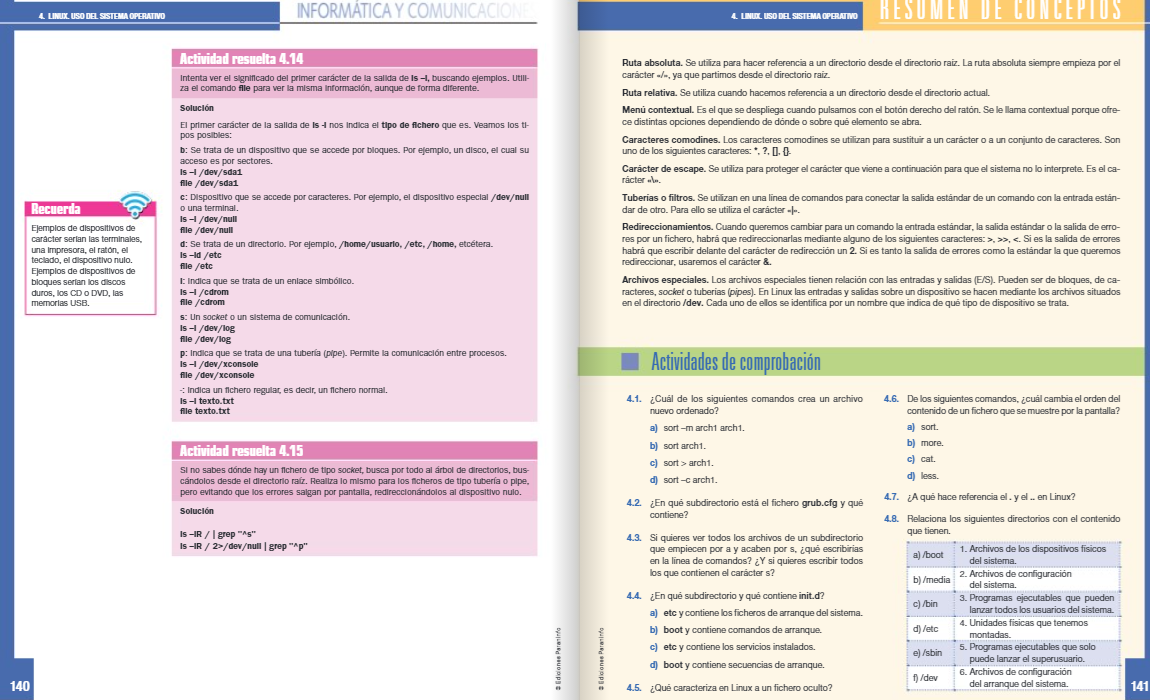 4. LINUX. USO DEL SISTEMA OPERATIVO
INFORMÁTICA Y COMUNICACIONE
Actividad resuelta 4.14
Intenta ver el significado del primer carácter de la salida de ls –l, buscando ejemplos. Utili-
za el comando file para ver la misma información, aunque de forma diferente.
Solución
El primer carácter de la salida de ls -l nos indica el tipo de fichero que es. Veamos los ti-
pos posibles:
b: Se trata de un dispositivo que se accede por bloques. Por ejemplo, un disco, el cual su
acceso es por sectores.
ls –l /dev/sda1
file /dev/sda1
c: Dispositivo que se accede por caracteres. Por ejemplo, el dispositivo especial /dev/null
o una terminal.
ls –l /dev/null
file /dev/null
d: Se trata de un directorio. Por ejemplo, /home/usuario, /etc, /home, etcétera.
ls –ld /etc
file /etc
l: Indica que se trata de un enlace simbólico.
ls –l /cdrom
file /cdrom
s: Un socket o un sistema de comunicación.
ls –l /dev/log
file /dev/log
p: Indica que se trata de una tubería (pipe). Permite la comunicación entre procesos.
ls –l /dev/xconsole
file /dev/xconsole
-: Indica un fichero regular, es decir, un fichero normal.
ls –l texto.txt
file texto.txt
Recuerda
Ejemplos de dispositivos de
carácter serían las terminales,
una impresora, el ratón, el
teclado, el dispositivo nulo.
Ejemplos de dispositivos de
bloques serían los discos
duros, los CD o DVD, las
memorias USB.
Actividad resuelta 4.15
Si no sabes dónde hay un fichero de tipo socket, busca por todo al árbol de directorios, bus-
cándolos desde el directorio raíz. Realiza lo mismo para los ficheros de tipo tubería o pipe,
pero evitando que los errores salgan por pantalla, redireccionándolos al dispositivo nulo.
Solución
ls –lR / | grep "^s"
ls –lR / 2>/dev/null | grep "^p"
© Ediciones Paraninfo
140
4. LINUX. USO DEL SISTEMA OPERATIVO
RESUMEN DE CONCEPTOS
Ruta absoluta. Se utiliza para hacer referencia a un directorio desde el directorio raíz. La ruta absoluta siempre empieza por el
carácter «/», ya que partimos desde el directorio raíz.
Ruta relativa. Se utiliza cuando hacemos referencia a un directorio desde el directorio actual.
Menú contextual. Es el que se despliega cuando pulsamos con el botón derecho del ratón. Se le llama contextual porque ofre-
ce distintas opciones dependiendo de dónde o sobre qué elemento se abra.
Caracteres comodines. Los caracteres comodines se utilizan para sustituir a un carácter o a un conjunto de caracteres. Son
uno de los siguientes caracteres: *, ?, [], {}.
Carácter de escape. Se utiliza para proteger el carácter que viene a continuación para que el sistema no lo interprete. Es el ca-
rácter «\».
Tuberías o filtros. Se utilizan en una línea de comandos para conectar la salida estándar de un comando con la entrada están-
dar de otro. Para ello se utiliza el carácter «|».
Redireccionamientos. Cuando queremos cambiar para un comando la entrada estándar, la salida estándar o la salida de erro-
res por un fichero, habrá que redireccionarlas mediante alguno de los siguientes caracteres: >, >>, <. Si es la salida de errores
habrá que escribir delante del carácter de redirección un 2. Si es tanto la salida de errores como la estándar la que queremos
redireccionar, usaremos el carácter &.
Archivos especiales. Los archivos especiales tienen relación con las entradas y salidas (E/S). Pueden ser de bloques, de ca-
racteres, socket o tuberías (pipes). En Linux las entradas y salidas sobre un dispositivo se hacen mediante los archivos situados
en el directorio /dev. Cada uno de ellos se identifica por un nombre que indica de qué tipo de dispositivo se trata.
Actividades de comprobación
4.1. ¿Cuál de los siguientes comandos crea un archivo
nuevo ordenado?
a) sort –m arch1 arch1.
b) sort arch1.
c) sort > arch1.
d) sort –c arch1.
4.2. ¿En qué subdirectorio está el fichero grub.cfg y qué
contiene?
4.3. Si quieres ver todos los archivos de un subdirectorio
que empiecen por a y acaben por s, ¿qué escribirías
en la línea de comandos? ¿Y si quieres escribir todos
los que contienen el carácter s?
4.4. ¿En qué subdirectorio y qué contiene init.d?
a) etc y contiene los ficheros de arranque del sistema.
b) boot y contiene comandos de arranque.
c) etc y contiene los servicios instalados.
d) boot y contiene secuencias de arranque.
4.5. ¿Qué caracteriza en Linux a un fichero oculto?
4.6. De los siguientes comandos, ¿cuál cambia el orden del
contenido de un fichero que se muestre por la pantalla?
a) sort.
b) more.
c) cat.
d) less.
4.7. ¿A qué hace referencia el . y el .. en Linux?
4.8. Relaciona los siguientes directorios con el contenido
que tienen.
a) /boot
1. Archivos de los dispositivos físicos
del sistema.
b) /media
2. Archivos de configuración
del sistema.
c) /bin
3. Programas ejecutables que pueden
lanzar todos los usuarios del sistema.
d) /etc
4. Unidades físicas que tenemos
montadas.
e) /sbin
5. Programas ejecutables que solo
puede lanzar el superusuario.
f) /dev
6. Archivos de configuración
del arranque del sistema.
© Ediciones Paraninfo
141